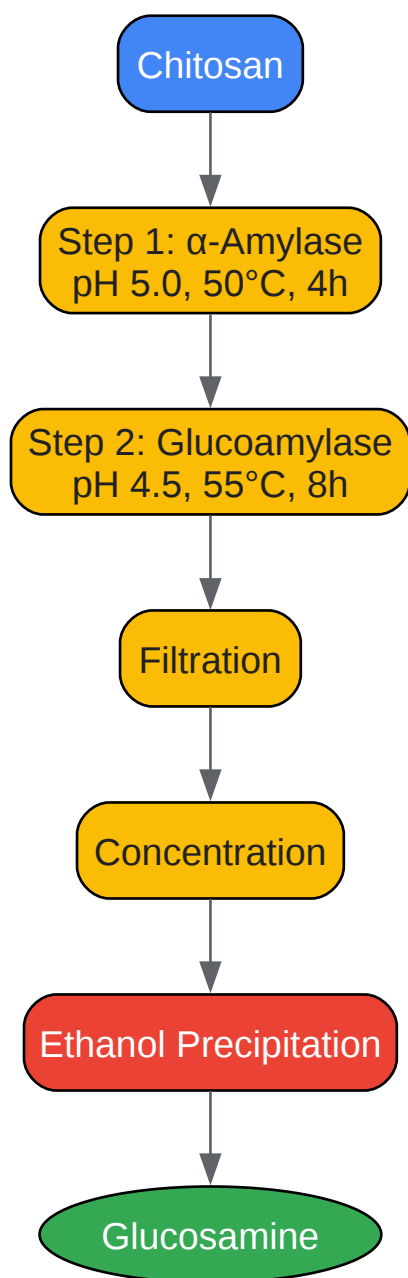 Chitosan
Step 1: α-Amylase
pH 5.0, 50°C, 4h
Step 2: Glucoamylase
pH 4.5, 55°C, 8h
Filtration
Concentration
Ethanol Precipitation
Glucosamine